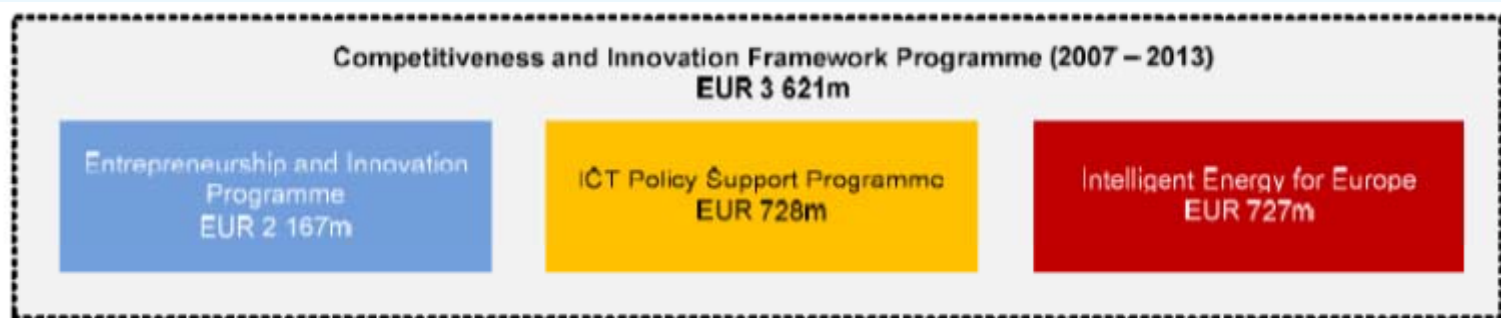 Competitiveness and Innovation Framework Programme (2007 – 2013)
EUR 3 621m
Entrepreneurship and Innovation
Programme
EUR 2 167m
ICT Policy Support Programme
EUR 728m
Intelligent Energy for Europe
EUR 727m